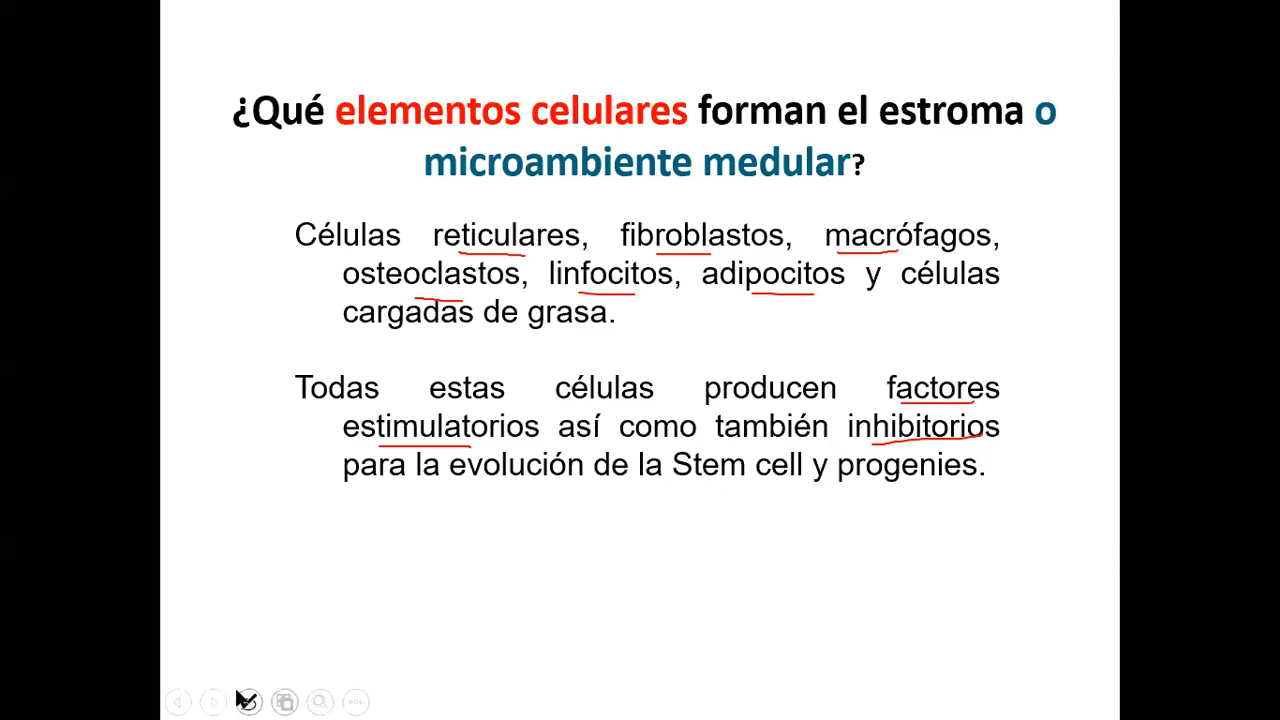 ¿Qué elementos celulares forman el estroma o
microambiente medular?
Células reticulares, fibroblastos, macrófagos,
osteoclastos, linfocitos, adipocitos y células
cargadas de grasa.
Todas estas células producen factores
estimulatorios así como también inhibitorios
para la evolución de la Stem cell y progenies.